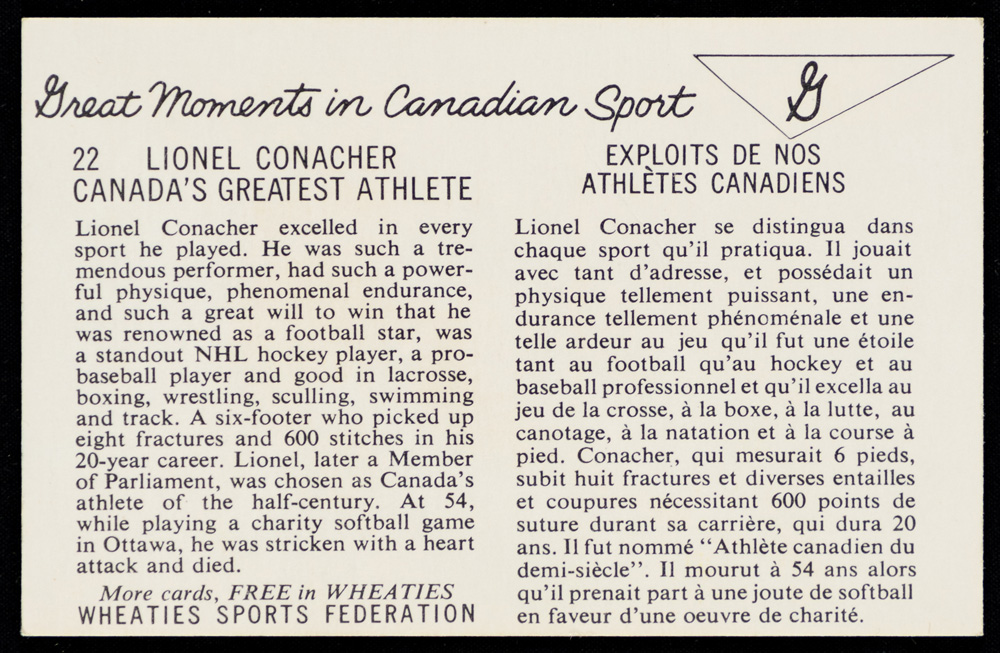 Great Moments in Canadian Sport
G
22 LIONEL CONACHER
CANADA'S GREATEST ATHLETE
Lionel Conacher excelled in every
sport he played. He was such a tre-
mendous performer, had such a power-
ful physique, phenomenal endurance,
and such a great will to win that he
was renowned as a football star, was
a standout NHL hockey player, a pro-
baseball player and good in lacrosse,
boxing, wrestling, sculling, swimming
and track. A six-footer who picked up
eight fractures and 600 stitches in his
20-year career. Lionel, later a Member
of Parliament, was chosen as Canada's
athlete of the half-century. At 54,
while playing a charity softball game
in Ottawa, he was stricken with a heart
attack and died.
More cards, FREE in WHEATIES
WHEATIES SPORTS FEDERATION
EXPLOITS DE NOS
ATHLÈTES CANADIENS
Lionel Conacher se distingua dans
chaque sport qu'il pratiqua. Il jouait
avec tant d'adresse, et possédait un
physique tellement puissant, une en-
durance tellement phénoménale et une
telle ardeur au jeu qu'il fut une étoile
tant au football qu'au hockey et au
baseball professionnel et qu'il excella au
jeu de la crosse, à la boxe, à la lutte, au
canotage, à la natation et à la course à
pied. Conacher, qui mesurait 6 pieds,
subit huit fractures et diverses entailles
et coupures nécessitant 600 points de
suture durant sa carrière, qui dura 20
ans. Il fut nommé “Athlète canadien du
demi-siècle”. Il mourut à 54 ans alors
qu'il prenait part à une joute de softball
en faveur d'une oeuvre de charité.